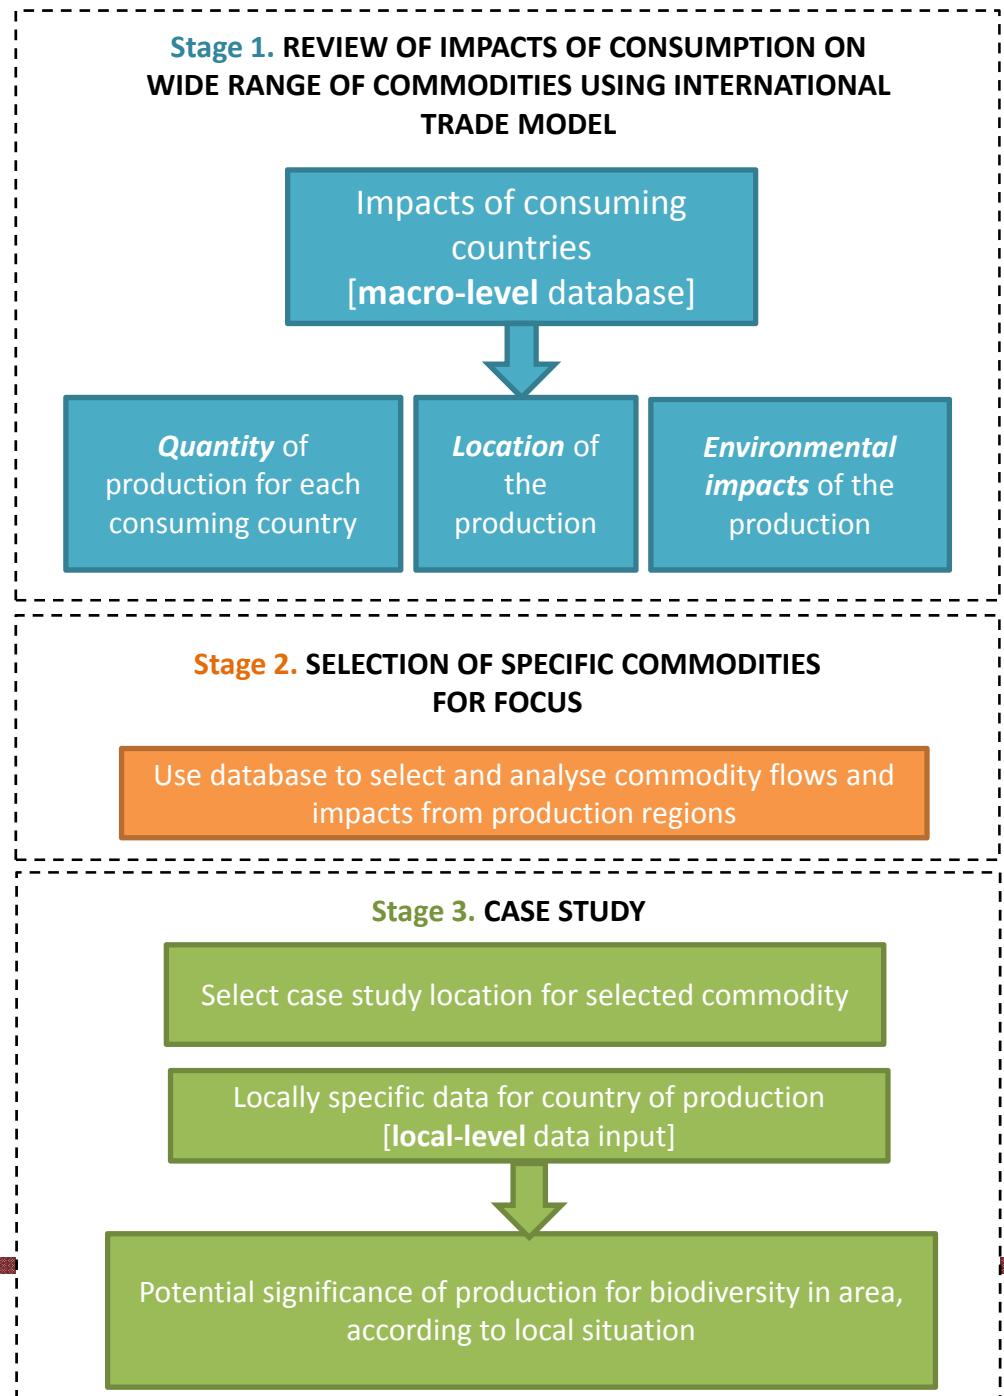 Stage 1. REVIEW OF IMPACTS OF CONSUMPTION ON
WIDE RANGE OF COMMODITIES USING INTERNATIONAL
TRADE MODEL
Impacts of consuming
countries
[macro-level database]
Quantity of
production for each
consuming country
Location of
the
production
Environmental
impacts of the
production
Stage 2. SELECTION OF SPECIFIC COMMODITIES
FOR FOCUS
Use database to select and analyse commodity flows and
impacts from production regions
Stage 3. CASE STUDY
Select case study location for selected commodity
Locally specific data for country of production
[local-level data input]
Potential significance of production for biodiversity in area,
according to local situation